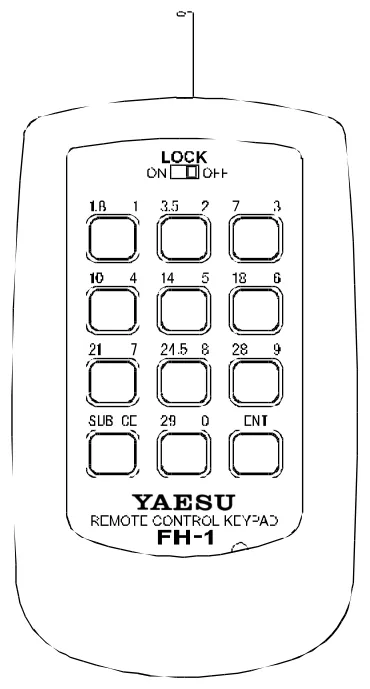 LOCK
ON OFF
1.8 1 3.5 2 7 3
10 4 14 5 18 6
21 7 24.5 8 28 9
SUB CE 29 0 ENT
YAESU
REMOTE CONTROL KEYPAD
FH-1